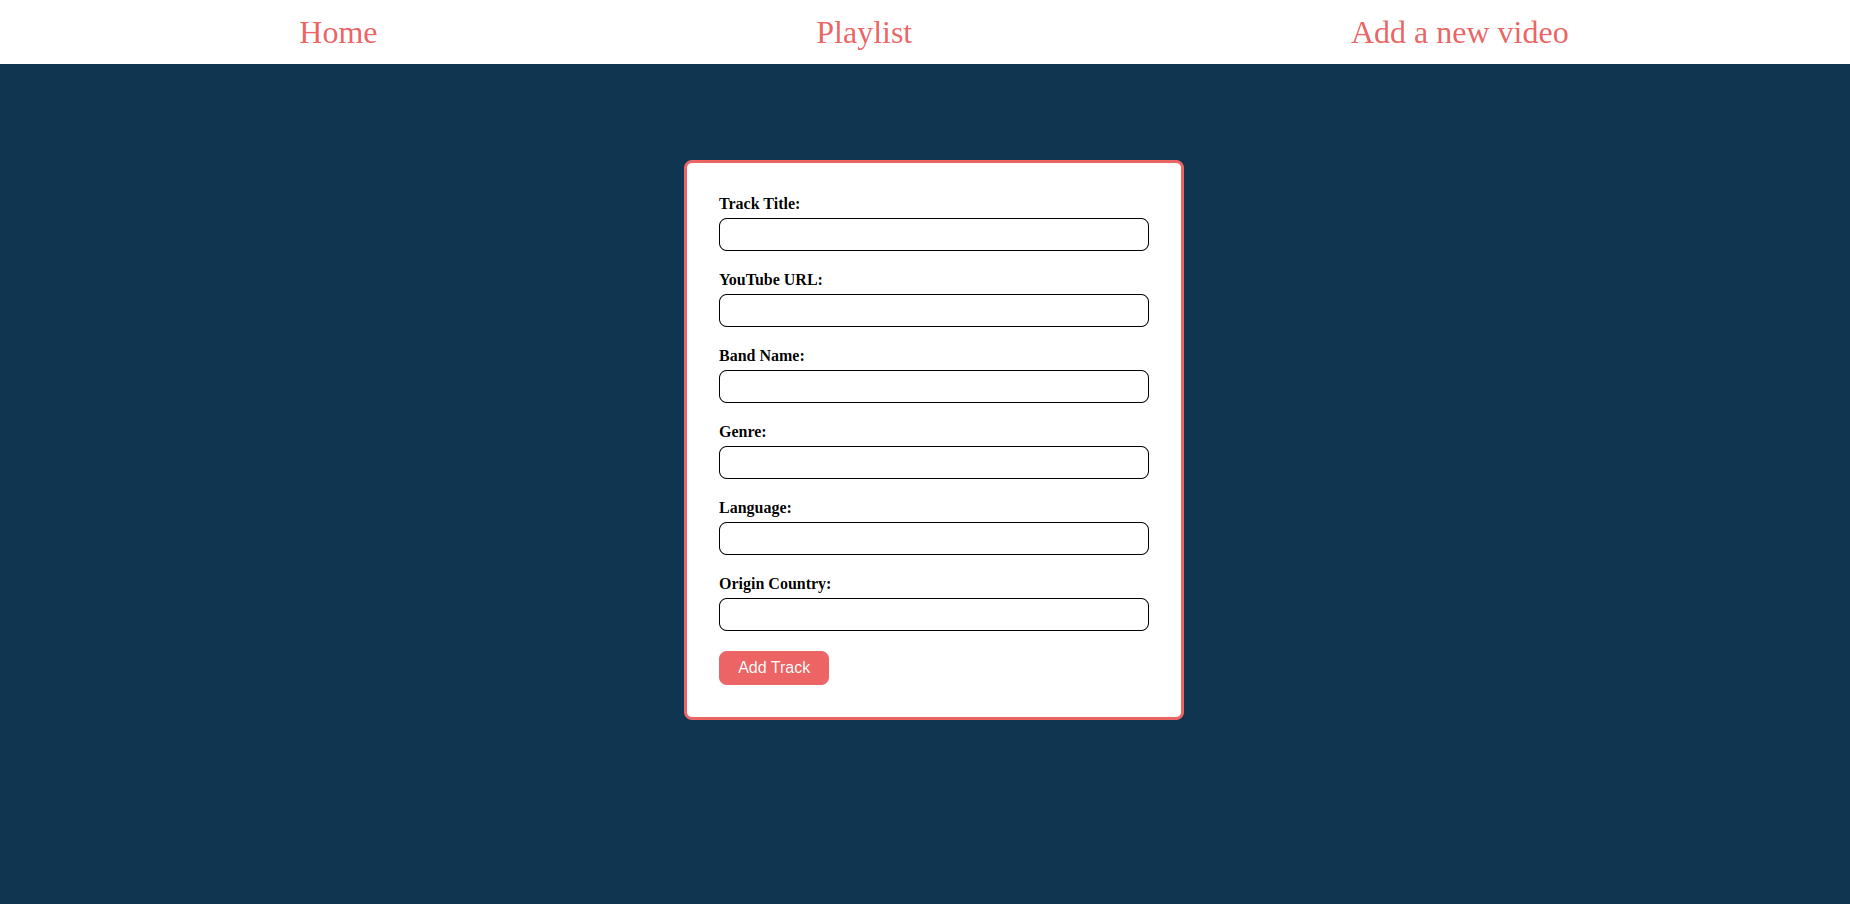 Home Playlist Add a new video
Track Title:
YouTube URL:
Band Name:
Genre:
Language:
Origin Country:
Add Track